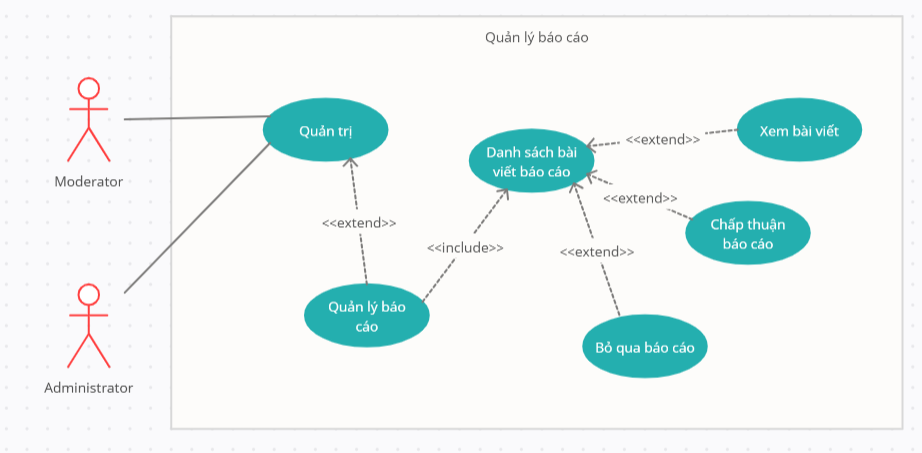 Quản lý báo cáo
Quản trị
Xem bài viết
<<extend>>
Danh sách bài
viết báo cáo
Moderator
<<extend>>
Chấp thuận
báo cáo
<<extend>>
<<include>>
<<extend>>
Quản lý báo
cáo
Bỏ qua báo cáo
Administrator